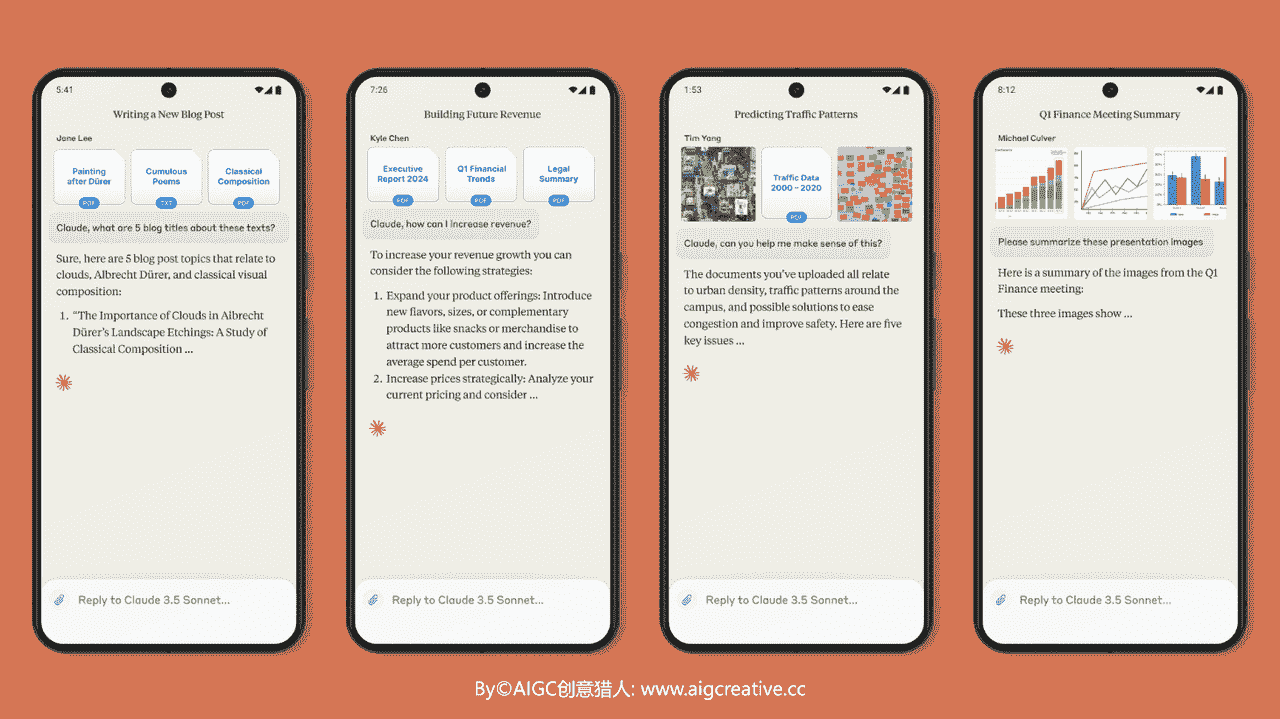 5:41
Writing a New Blog Post
Jane Lee
Painting
after Dürer
PDF
Cumulous
Poems
TXT
Classical
Composition
PDF
Claude, what are 5 blog titles about these texts?
Sure, here are 5 blog post topics that relate to
clouds, Albrecht Dürer, and classical visual
composition:
1. “The Importance of Clouds in Albrecht
Dürer’s Landscape Etchings: A Study of
Classical Composition ...
Reply to Claude 3.5 Sonnet...
7:26
Building Future Revenue
Kyle Chen
Executive
Report 2024
PDF
Q1 Financial
Trends
PDF
Legal
Summary
PDF
Claude, how can I increase revenue?
To increase your revenue growth you can
consider the following strategies:
1. Expand your product offerings: Introduce
new flavors, sizes, or complementary
products like snacks or merchandise to
attract more customers and increase the
average spend per customer.
2. Increase prices strategically: Analyze your
current pricing and consider ...
Reply to Claude 3.5 Sonnet...
1:53
Predicting Traffic Patterns
Tim Yang
Traffic Data
2000 – 2020
PDF
Claude, can you help me make sense of this?
The documents you’ve uploaded all relate
to urban density, traffic patterns around the
campus, and possible solutions to ease
congestion and improve safety. Here are five
key issues ...
Reply to Claude 3.5 Sonnet...
8:12
Q1 Finance Meeting Summary
Michael Culver
Please summarize these presentation images
Here is a summary of the images from the Q1
Finance meeting:
These three images show ...
Reply to Claude 3.5 Sonnet...
By©AIGC创意猎人: www.aigcreative.cc